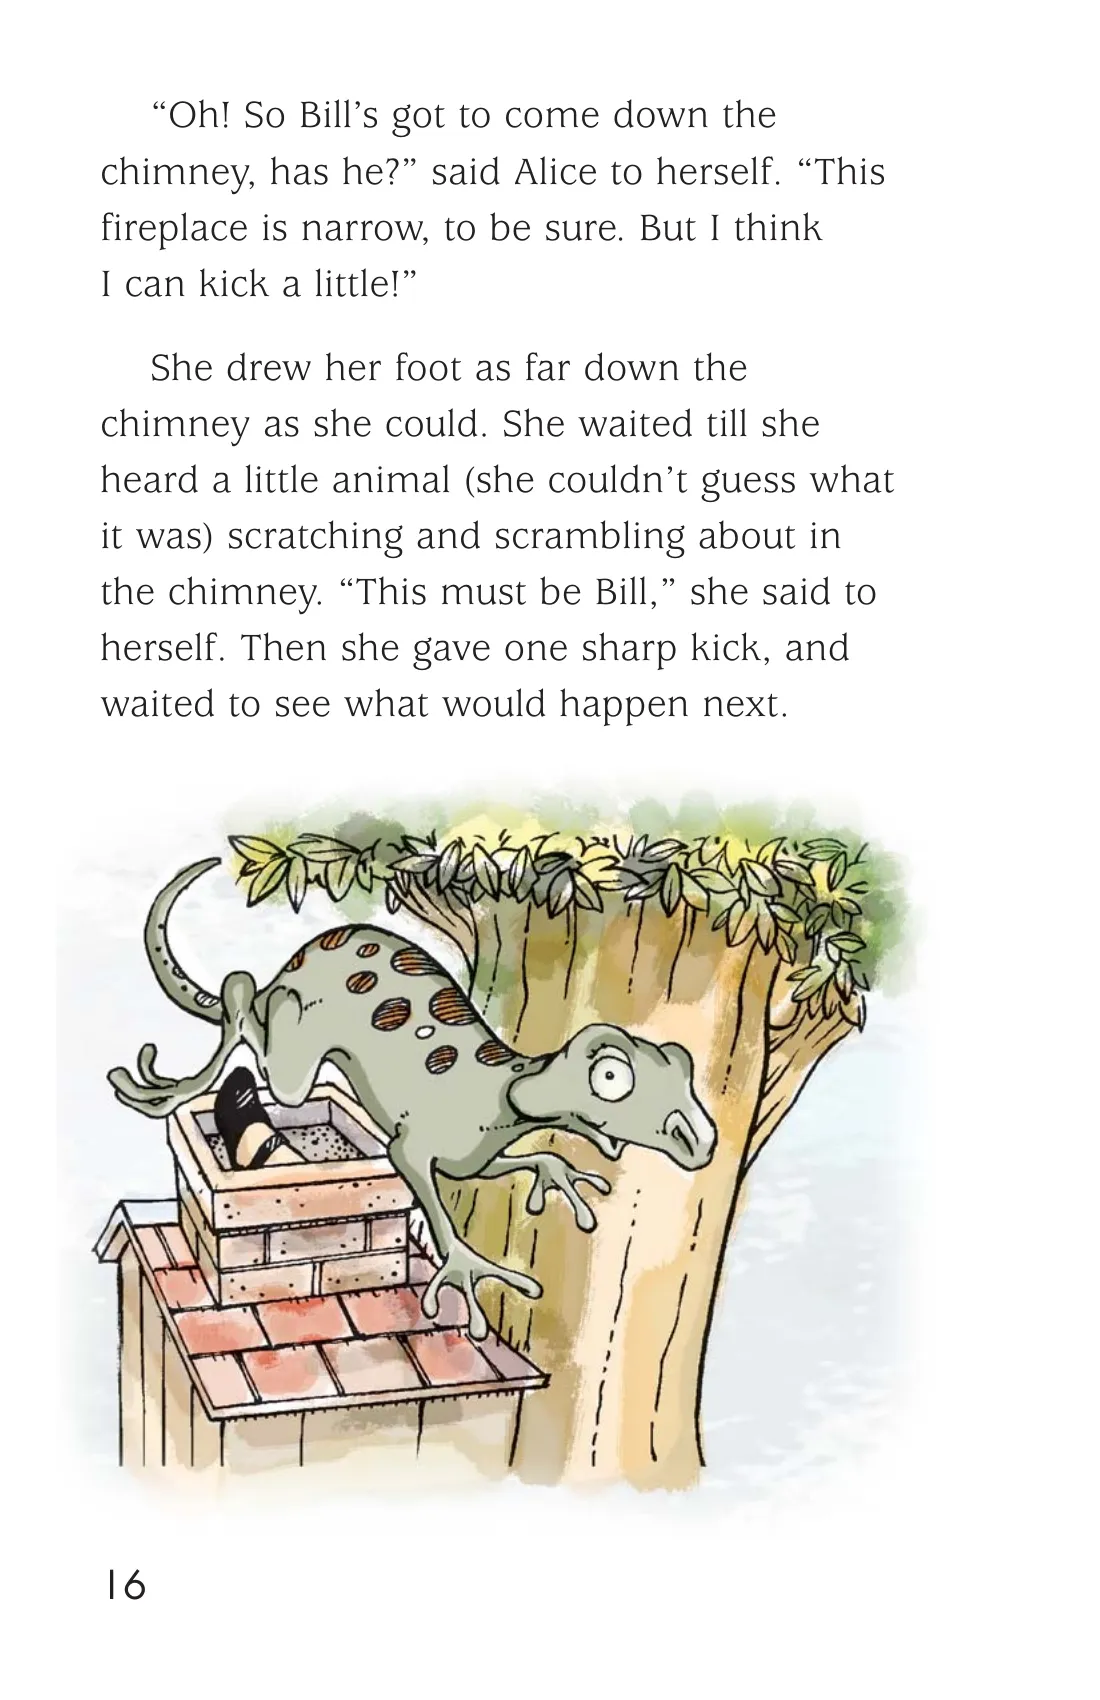 “Oh! So Bill’s got to come down the
chimney, has he?” said Alice to herself. “This
fireplace is narrow, to be sure. But I think
I can kick a little!”
She drew her foot as far down the
chimney as she could. She waited till she
heard a little animal (she couldn’t guess what
it was) scratching and scrambling about in
the chimney. “This must be Bill,” she said to
herself. Then she gave one sharp kick, and
waited to see what would happen next.
16